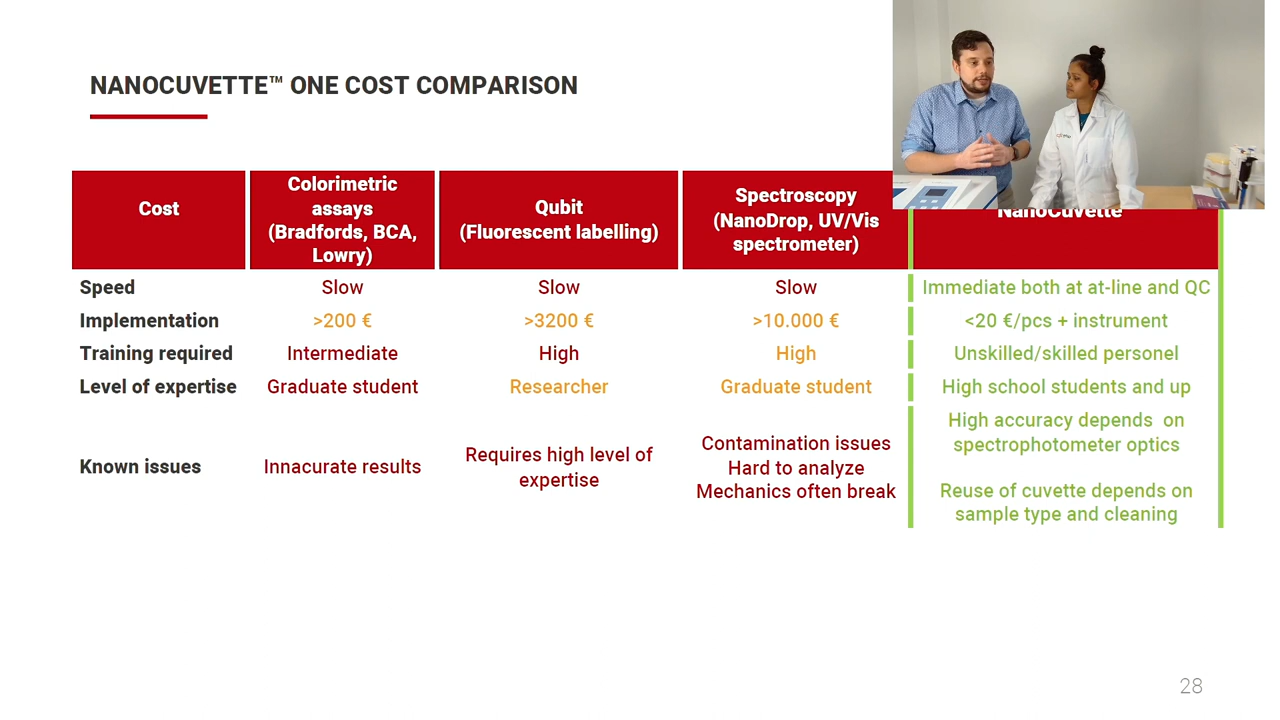 NANOCUVETTE™ ONE COST COMPARISON
Cost
Colorimetric
assays
(Bradfords, BCA,
Lowry)
Qubit
(Fluorescent labelling)
Spectroscopy
(NanoDrop, UV/Vis
spectrometer)
NanoCuvette
Speed
Slow
Slow
Slow
Immediate both at at-line and QC
Implementation
>200 €
>3200 €
>10.000 €
<20 €/pcs + instrument
Training required
Intermediate
High
High
Unskilled/skilled personel
Level of expertise
Graduate student
Researcher
Graduate student
High school students and up
Known issues
Innacurate results
Requires high level of
expertise
Contamination issues
Hard to analyze
Mechanics often break
High accuracy depends on
spectrophotometer optics
Reuse of cuvette depends on
sample type and cleaning
28